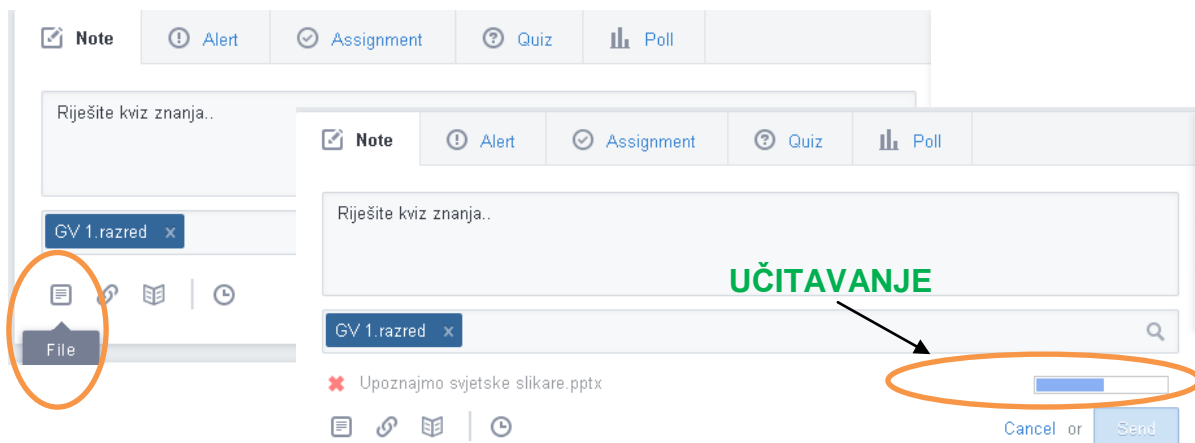 Note Alert Assignment Quiz Poll
Riješite kviz znanja..
GV 1.razred x
File
Note Alert Assignment Quiz Poll
Riješite kviz znanja..
UČITAVANJE
GV 1.razred x
Upoznajmo svjetske slikare.pptx
Cancel or Send